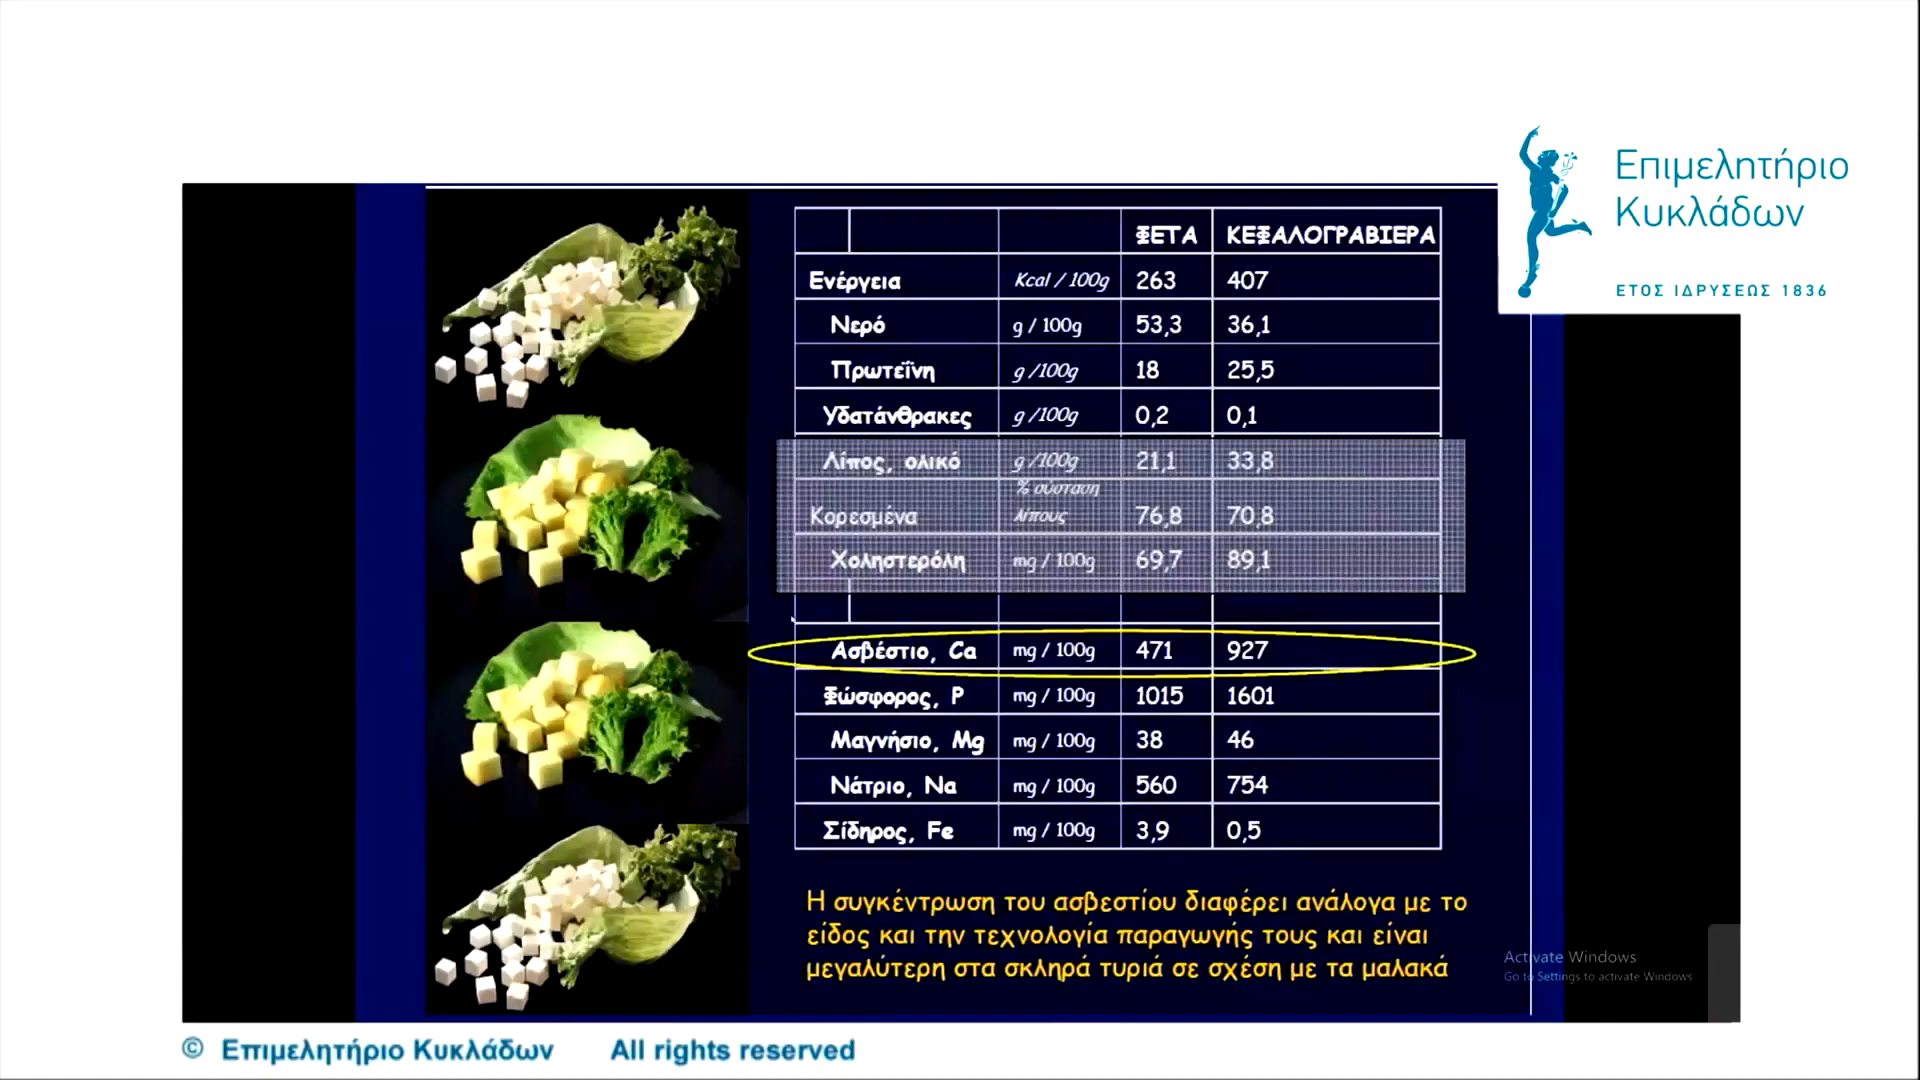 Επιμελητήριο
Κυκλάδων
ΕΤΟΣ ΙΔΡΥΣΕΩΣ 1836
ΦΕΤΑ ΚΕΦΑΛΟΓΡΑΒΙΕΡΑ
Ενέργεια Kcal / 100g 263 407
Νερό g / 100g 53,3 36,1
Πρωτεΐνη g /100g 18 25,5
Υδατάνθρακες g /100g 0,2 0,1
Λίπος, ολικό g /100g 21,1 33,8
% σύσταση
Κορεσμένα λίπους 76,8 70,8
Χοληστερόλη mg / 100g 69,7 89,1
Ασβέστιο, Ca mg / 100g 471 927
Φώσφορος, P mg / 100g 1015 1601
Μαγνήσιο, Mg mg / 100g 38 46
Νάτριο, Na mg / 100g 560 754
Σίδηρος, Fe mg / 100g 3,9 0,5
Η συγκέντρωση του ασβεστίου διαφέρει ανάλογα με το
είδος και την τεχνολογία παραγωγής τους και είναι
μεγαλύτερη στα σκληρά τυριά σε σχέση με τα μαλακά
Activate Windows
Go to Settings to activate Windows
© Επιμελητήριο Κυκλάδων All rights reserved